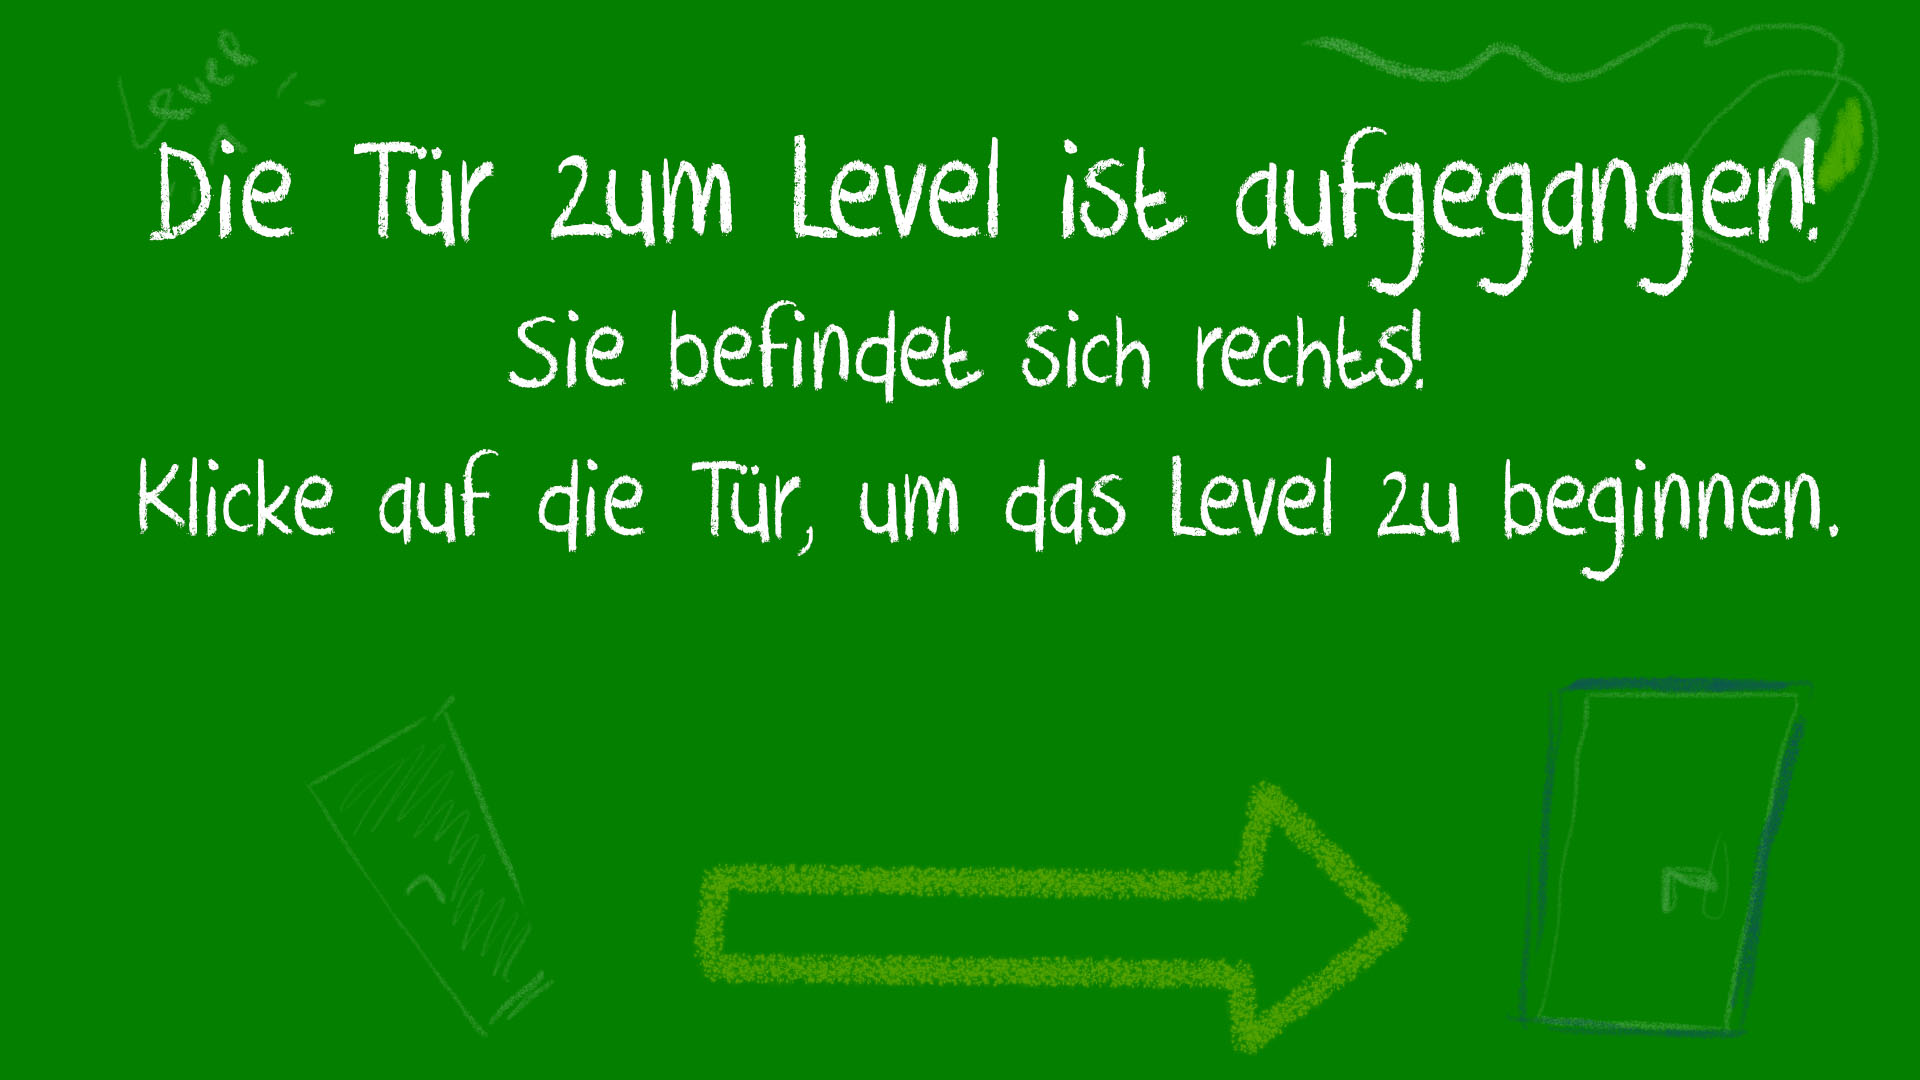 Level
Die Tür zum Level ist aufgegangen!
Sie befindet sich rechts!
Klicke auf die Tür, um das Level zu beginnen.